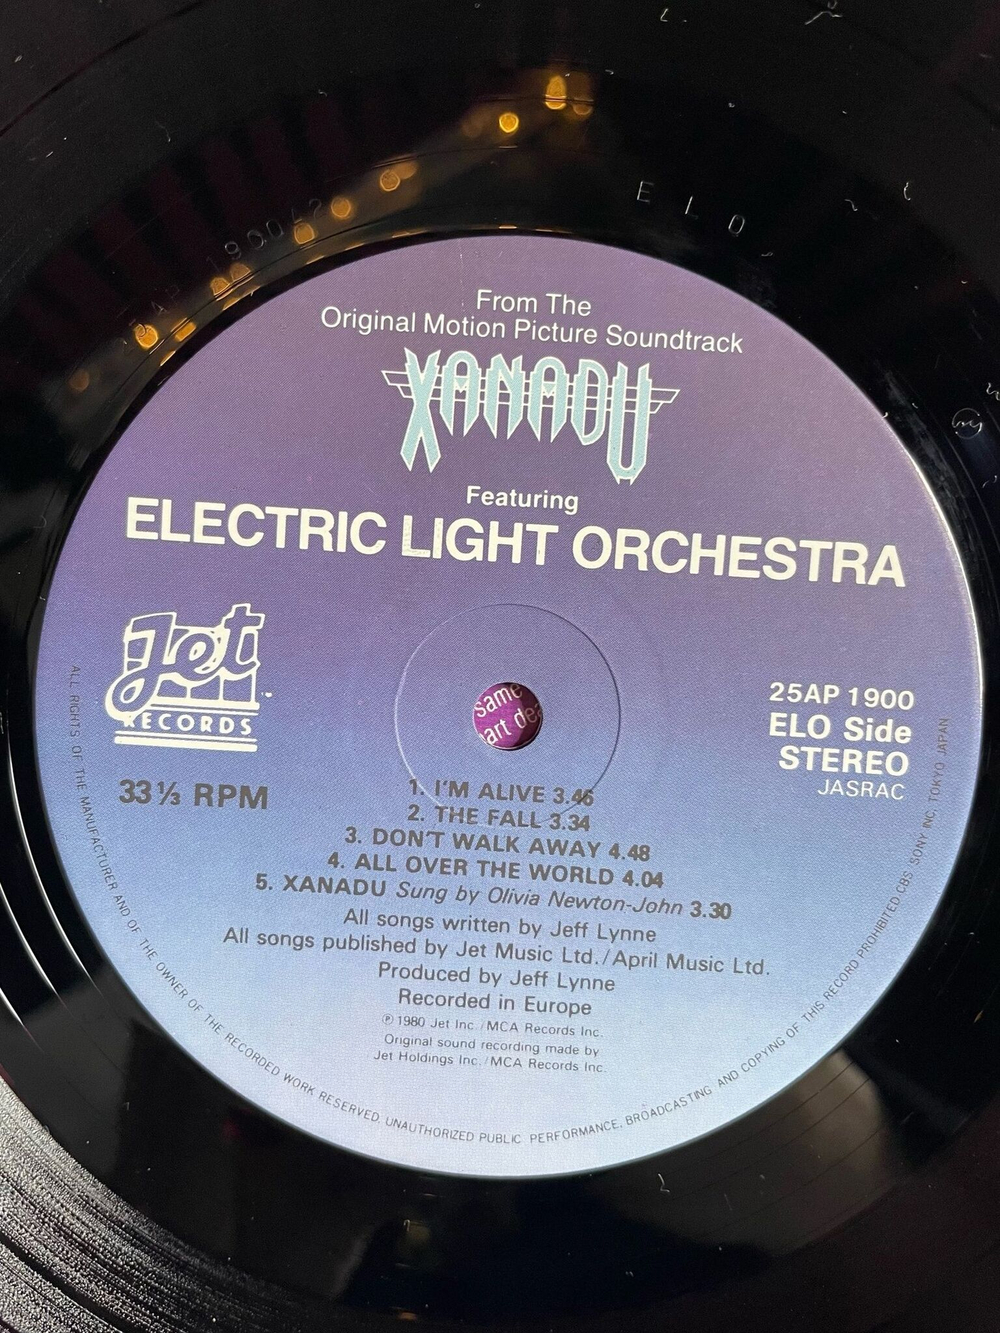 ELO
From The
Original Motion Picture Soundtrack
XANADU
Featuring
ELECTRIC LIGHT ORCHESTRA
Jet
RECORDS
33⅓ RPM
25AP 1900
ELO Side
STEREO
JASRAC
same
art dea
1. I'M ALIVE 3.46
2. THE FALL 3.34
3. DON'T WALK AWAY 4.48
4. ALL OVER THE WORLD 4.04
5. XANADU Sung by Olivia Newton-John 3.30
All songs written by Jeff Lynne
All songs published by Jet Music Ltd./April Music Ltd.
Produced by Jeff Lynne
Recorded in Europe
℗ 1980 Jet Inc./MCA Records Inc.
Original sound recording made by
Jet Holdings Inc./MCA Records Inc.
ALL RIGHTS OF THE MANUFACTURER AND OF THE OWNER OF THE RECORDED WORK RESERVED. UNAUTHORIZED PUBLIC PERFORMANCE, BROADCASTING AND COPYING OF THIS RECORD PROHIBITED CBS/SONY INC. TOKYO JAPAN